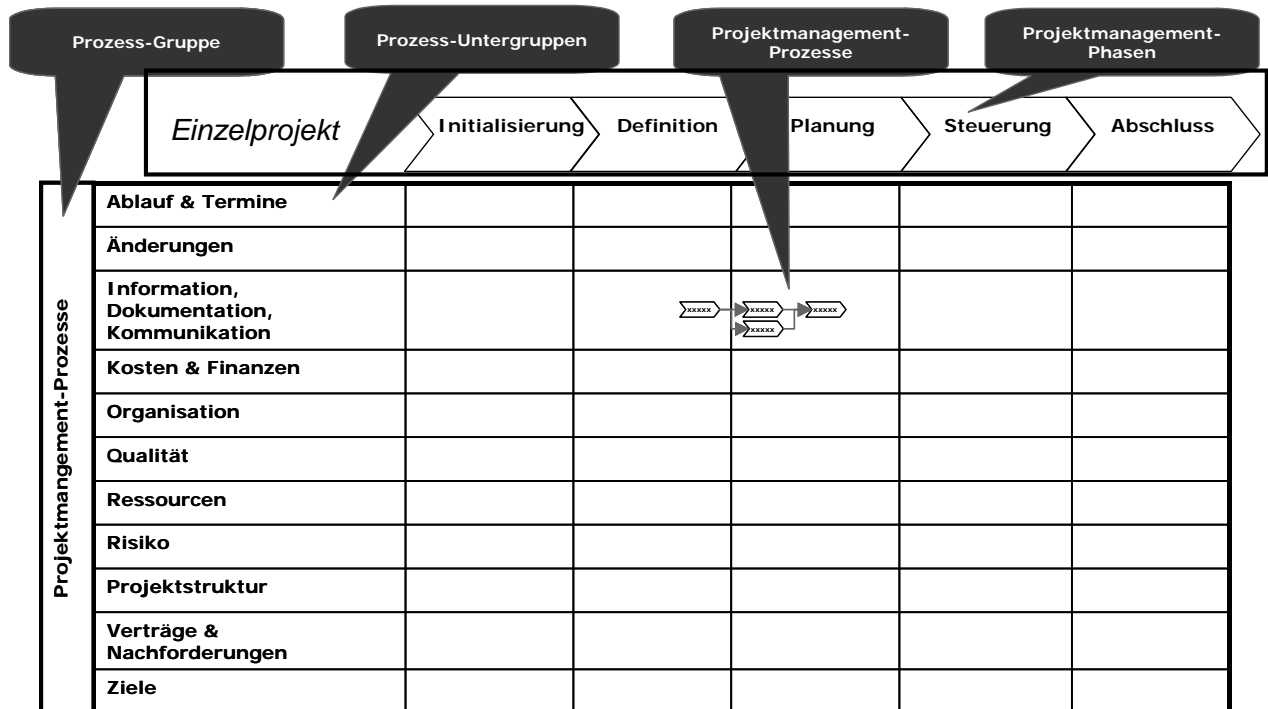 Prozess-Gruppe
Prozess-Untergruppen
Projektmanagement-
Prozesse
Projektmanagement-
Phasen
Einzelprojekt
Initialisierung
Definition
Planung
Steuerung
Abschluss
Projektmangement-Prozesse
Ablauf & Termine
Änderungen
Information,
Dokumentation,
Kommunikation
xxxxx
xxxxx
xxxxx
xxxxx
Kosten & Finanzen
Organisation
Qualität
Ressourcen
Risiko
Projektstruktur
Verträge &
Nachforderungen
Ziele